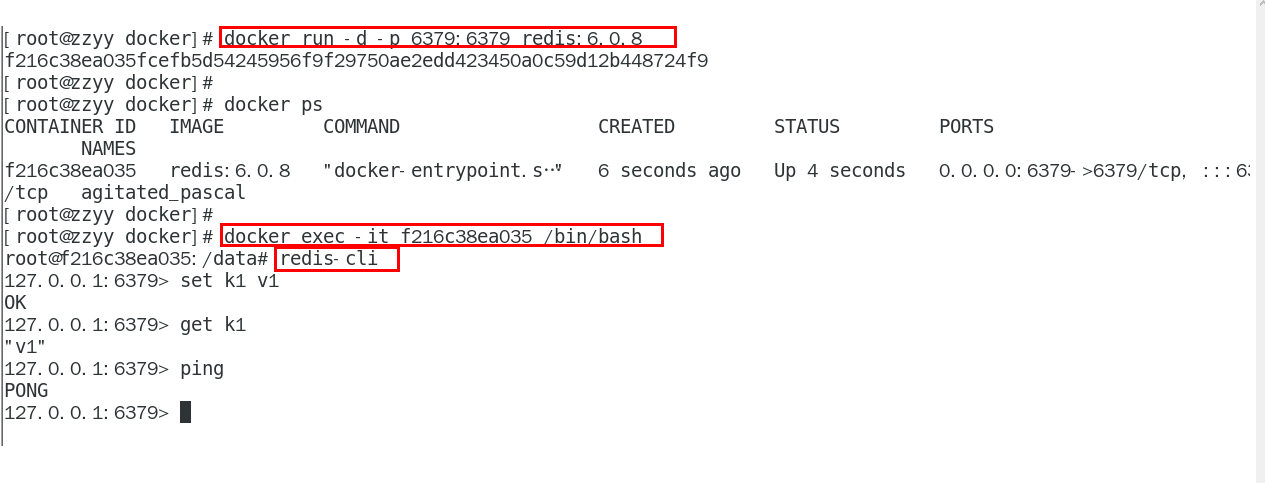 [root@zzyy docker]# docker run -d -p 6379:6379 redis:6.0.8
f216c38ea035fcefb5d54245956f9f29750ae2edd423450a0c59d12b448724f9
[root@zzyy docker]#
[root@zzyy docker]# docker ps
CONTAINER ID   IMAGE         COMMAND                  CREATED         STATUS         PORTS
       NAMES
f216c38ea035   redis:6.0.8   "docker-entrypoint.s…"   6 seconds ago   Up 4 seconds   0.0.0.0:6379->6379/tcp, :::63
/tcp   agitated_pascal
[root@zzyy docker]#
[root@zzyy docker]# docker exec -it f216c38ea035 /bin/bash
root@f216c38ea035:/data# redis-cli
127.0.0.1:6379> set k1 v1
OK
127.0.0.1:6379> get k1
"v1"
127.0.0.1:6379> ping
PONG
127.0.0.1:6379>